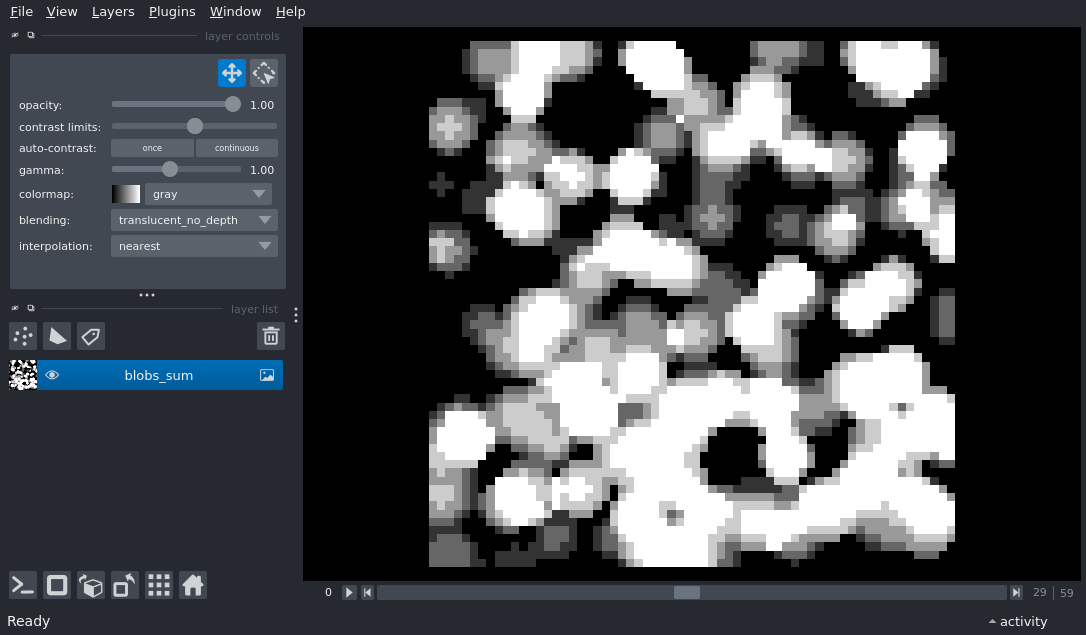 File View Layers Plugins Window Help
layer controls
opacity: 1.00
contrast limits:
auto-contrast: once continuous
gamma: 1.00
colormap: gray
blending: translucent_no_depth
interpolation: nearest
layer list
blobs_sum
0 29 59
Ready activity